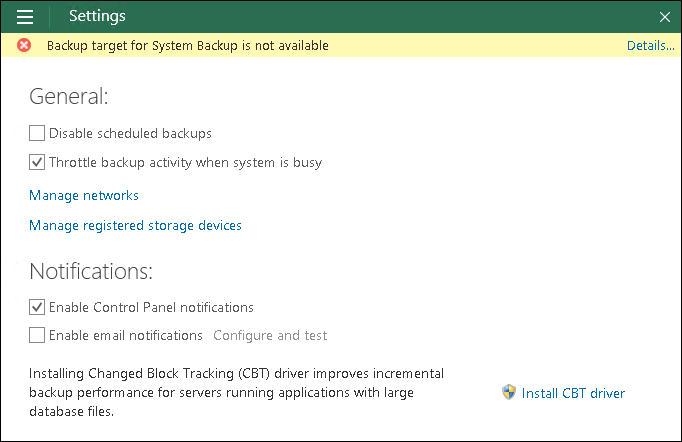 Settings
Backup target for System Backup is not available Details...
General:
Disable scheduled backups
Throttle backup activity when system is busy
Manage networks
Manage registered storage devices
Notifications:
Enable Control Panel notifications
Enable email notifications Configure and test
Installing Changed Block Tracking (CBT) driver improves incremental
backup performance for servers running applications with large
database files.
Install CBT driver